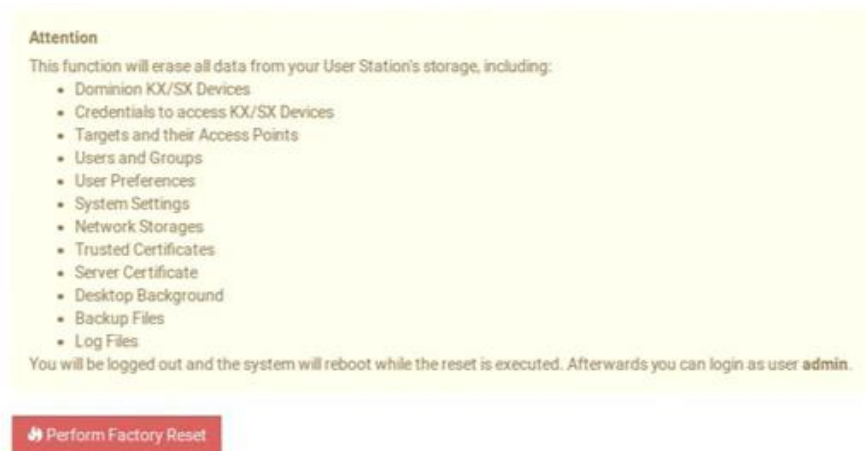 Attention
This function will erase all data from your User Station's storage, including:
• Dominion KX/SX Devices
• Credentials to access KX/SX Devices
• Targets and their Access Points
• Users and Groups
• User Preferences
• System Settings
• Network Storages
• Trusted Certificates
• Server Certificate
• Desktop Background
• Backup Files
• Log Files
You will be logged out and the system will reboot while the reset is executed. Afterwards you can login as user admin.
Perform Factory Reset